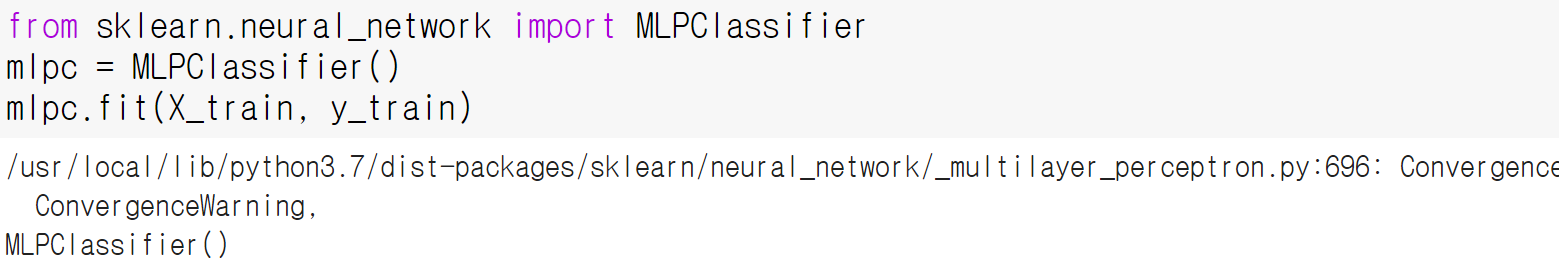 from sklearn.neural_network import MLPClassifier
mlpc = MLPClassifier()
mlpc.fit(X_train, y_train)
/usr/local/lib/python3.7/dist-packages/sklearn/neural_network/_multilayer_perceptron.py:696: Convergence
  ConvergenceWarning,
MLPClassifier()